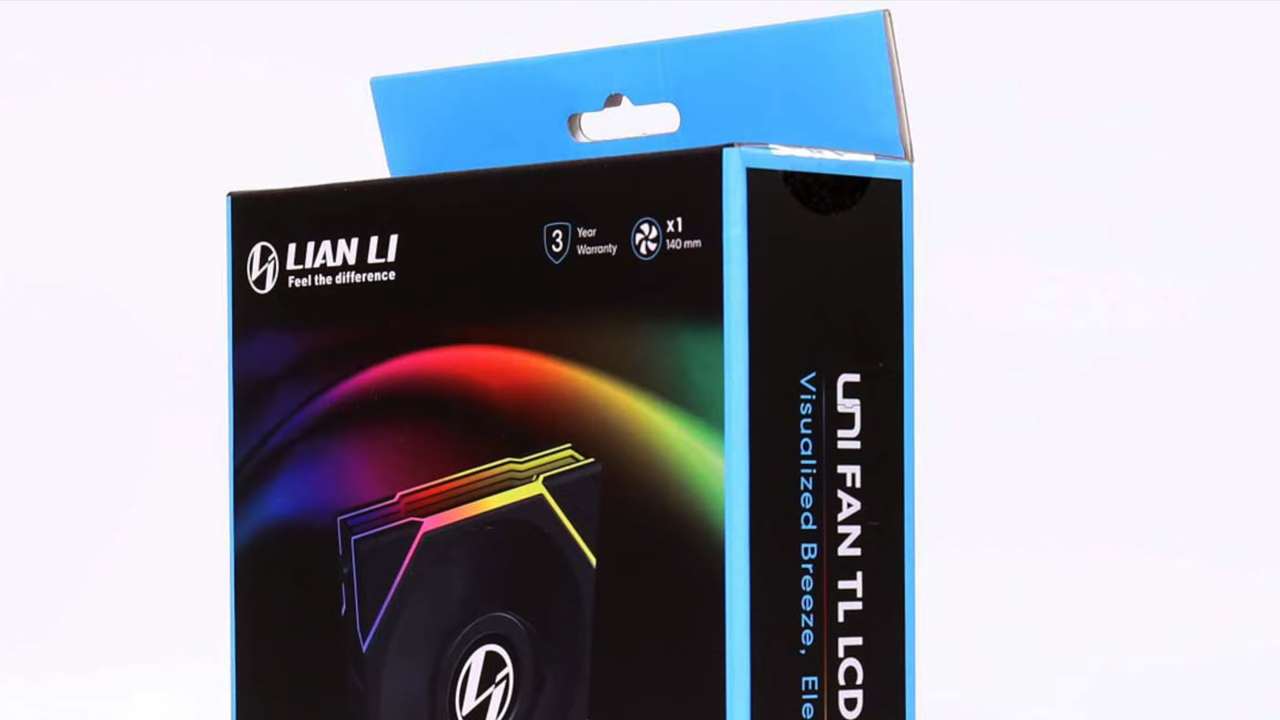 LIAN LI
Feel the difference
3
Year
Warranty
x1
140 mm
UNI FAN TL LCD
Visualized Breeze,